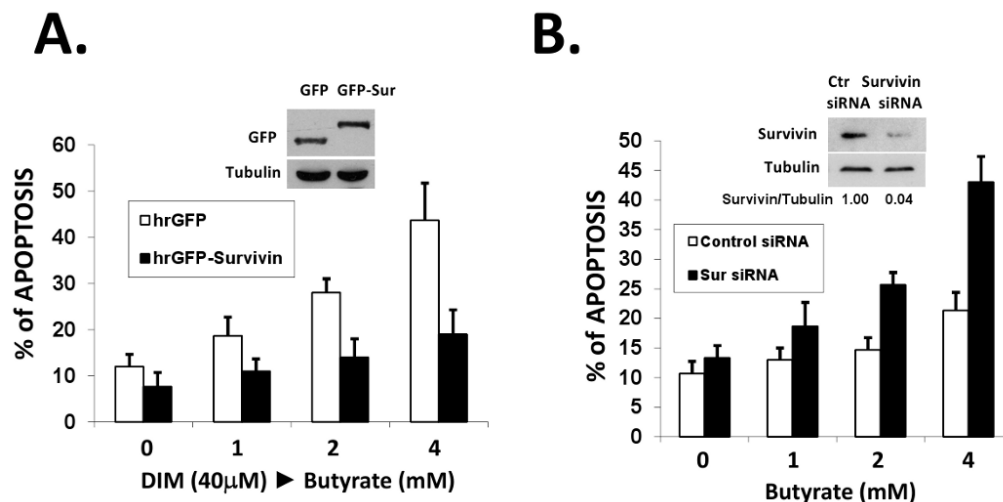 A.
GFP GFP-Sur
GFP
Tubulin
% of APOPTOSIS
60
50
40
30
20
10
0
hrGFP
hrGFP-Survivin
0 1 2 4
DIM (40μM) ► Butyrate (mM)
B.
Ctr Survivin
siRNA siRNA
Survivin
Tubulin
Survivin/Tubulin 1.00 0.04
% of APOPTOSIS
50
45
40
35
30
25
20
15
10
5
0
Control siRNA
Sur siRNA
0 1 2 4
Butyrate (mM)